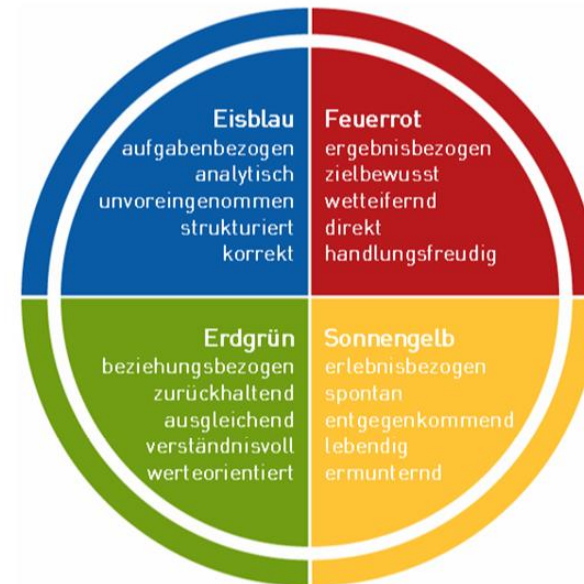 Eisblau
aufgabenbezogen
analytisch
unvoreingenommen
strukturiert
korrekt
Feuerrot
ergebnisbezogen
zielbewusst
wetteifernd
direkt
handlungsfreudig
Erdgrün
beziehungsbezogen
zurückhaltend
ausgleichend
verständnisvoll
werteorientiert
Sonnengelb
erlebnisbezogen
spontan
entgegenkommend
lebendig
ermunternd